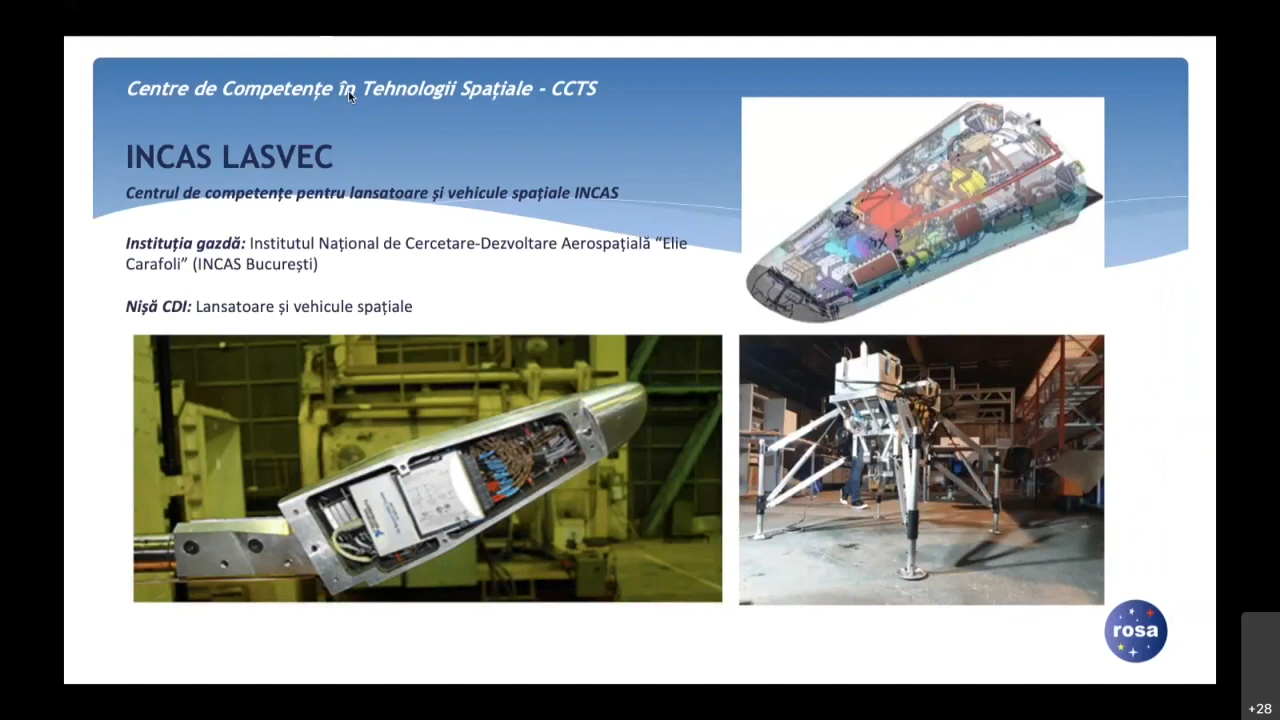 Centre de Competențe în Tehnologii Spațiale - CCTS
INCAS LASVEC
Centrul de competențe pentru lansatoare și vehicule spațiale INCAS
Instituția gazdă: Institutul Național de Cercetare-Dezvoltare Aerospațială “Elie
Carafoli” (INCAS București)
Nișă CDI: Lansatoare și vehicule spațiale
rosa
+28